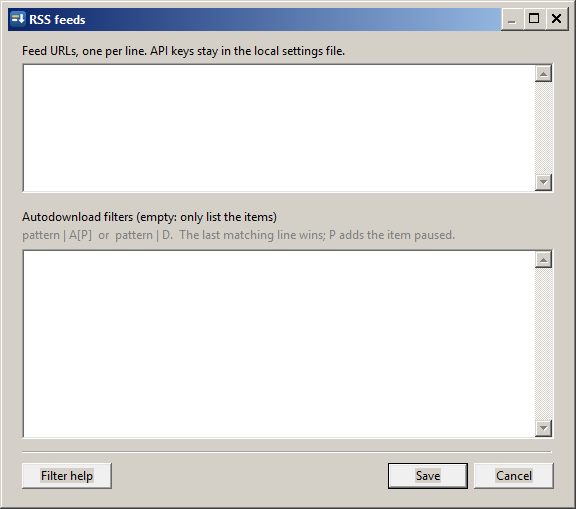 RSS feeds
Feed URLs, one per line. API keys stay in the local settings file.
Autodownload filters (empty: only list the items)
pattern | A[P]  or  pattern | D.  The last matching line wins; P adds the item paused.
Filter help
Save
Cancel